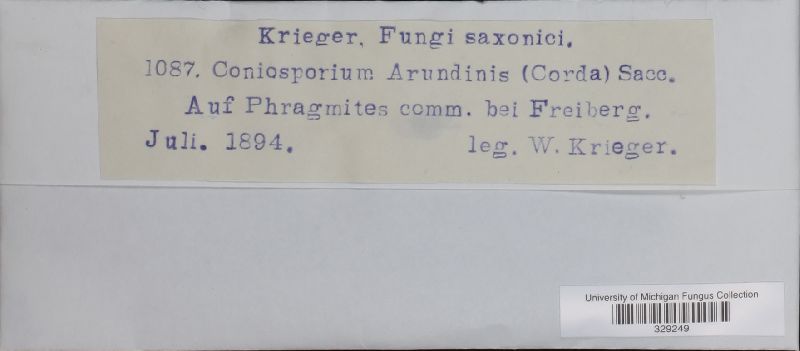 Krieger, Fungi saxonici.
1087. Coniosporium Arundinis (Corda) Sacc.
Auf Phragmites comm. bei Freiberg.
Juli. 1894. leg. W. Krieger.
University of Michigan Fungus Collection
329249